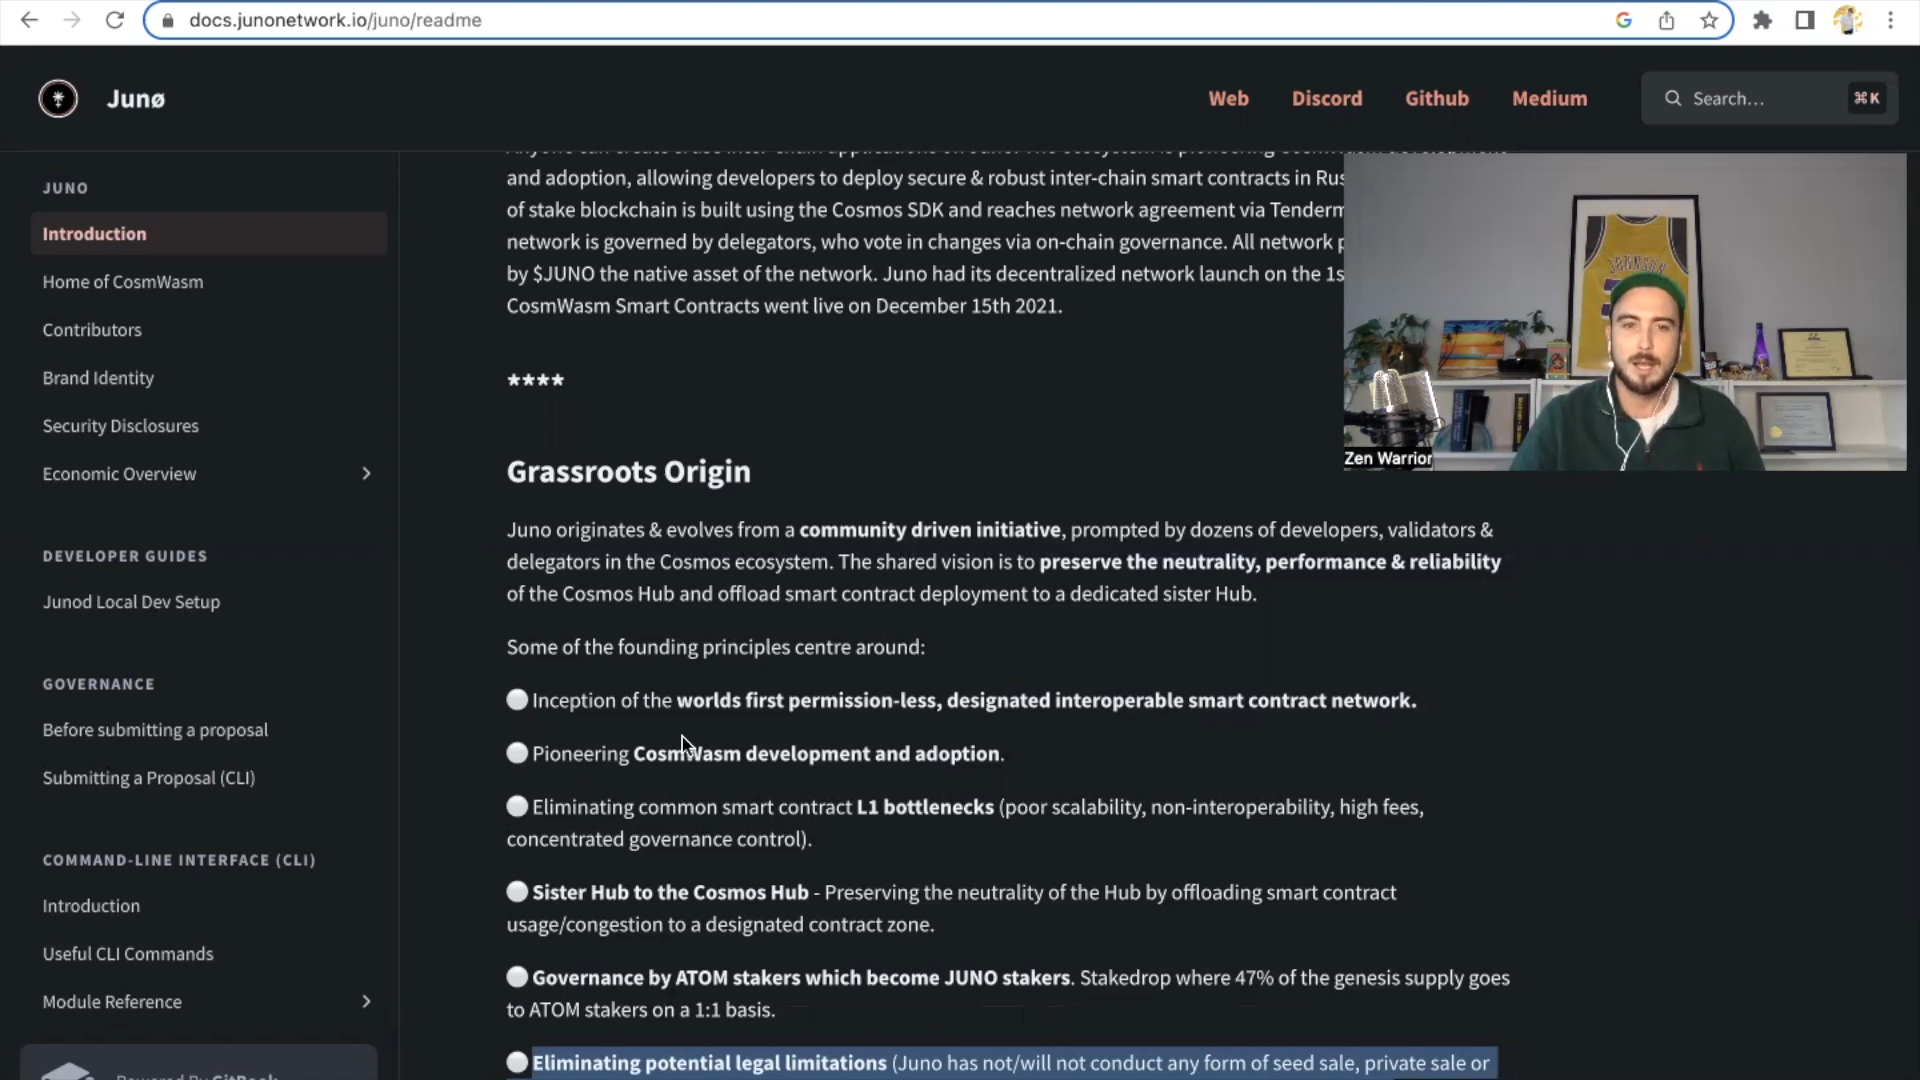 docs.junonetwork.io/juno/readme
Junø
Web Discord Github Medium Search... ⌘K
JUNO
Introduction
Home of CosmWasm
Contributors
Brand Identity
Security Disclosures
Economic Overview
DEVELOPER GUIDES
Junod Local Dev Setup
GOVERNANCE
Before submitting a proposal
Submitting a Proposal (CLI)
COMMAND-LINE INTERFACE (CLI)
Introduction
Useful CLI Commands
Module Reference
and adoption, allowing developers to deploy secure & robust inter-chain smart contracts in Rus
of stake blockchain is built using the Cosmos SDK and reaches network agreement via Tenderm
network is governed by delegators, who vote in changes via on-chain governance. All network p
by $JUNO the native asset of the network. Juno had its decentralized network launch on the 1s
CosmWasm Smart Contracts went live on December 15th 2021.
****
Grassroots Origin
Juno originates & evolves from a community driven initiative, prompted by dozens of developers, validators &
delegators in the Cosmos ecosystem. The shared vision is to preserve the neutrality, performance & reliability
of the Cosmos Hub and offload smart contract deployment to a dedicated sister Hub.
Some of the founding principles centre around:
Inception of the worlds first permission-less, designated interoperable smart contract network.
Pioneering CosmWasm development and adoption.
Eliminating common smart contract L1 bottlenecks (poor scalability, non-interoperability, high fees,
concentrated governance control).
Sister Hub to the Cosmos Hub - Preserving the neutrality of the Hub by offloading smart contract
usage/congestion to a designated contract zone.
Governance by ATOM stakers which become JUNO stakers. Stakedrop where 47% of the genesis supply goes
to ATOM stakers on a 1:1 basis.
Eliminating potential legal limitations (Juno has not/will not conduct any form of seed sale, private sale or
JOHNSON
Zen Warrior